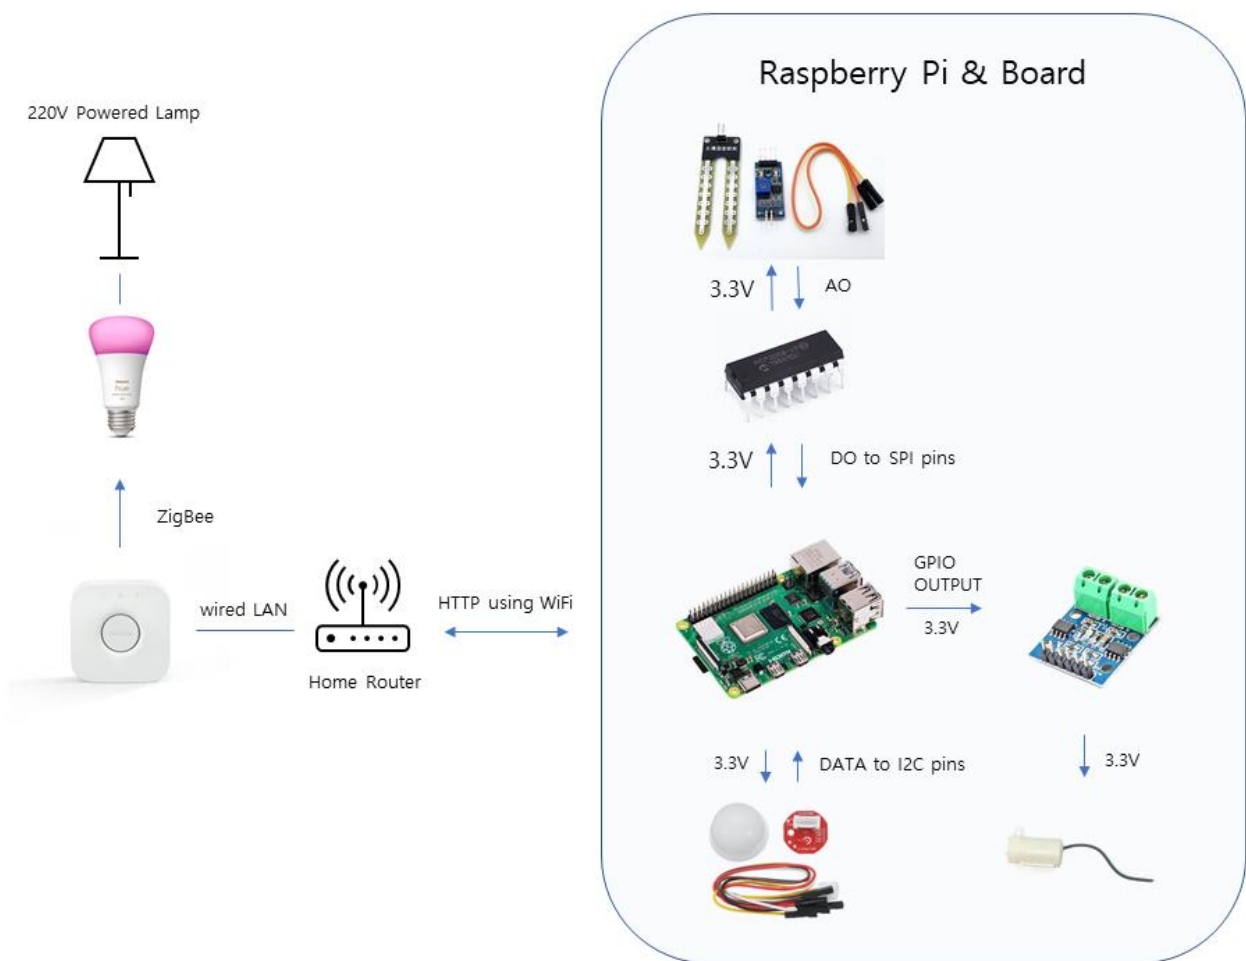 Raspberry Pi & Board
220V Powered Lamp
3.3V
AO
3.3V
DO to SPI pins
ZigBee
wired LAN
HTTP using WiFi
Home Router
GPIO
OUTPUT
3.3V
3.3V
DATA to I2C pins
3.3V
hue